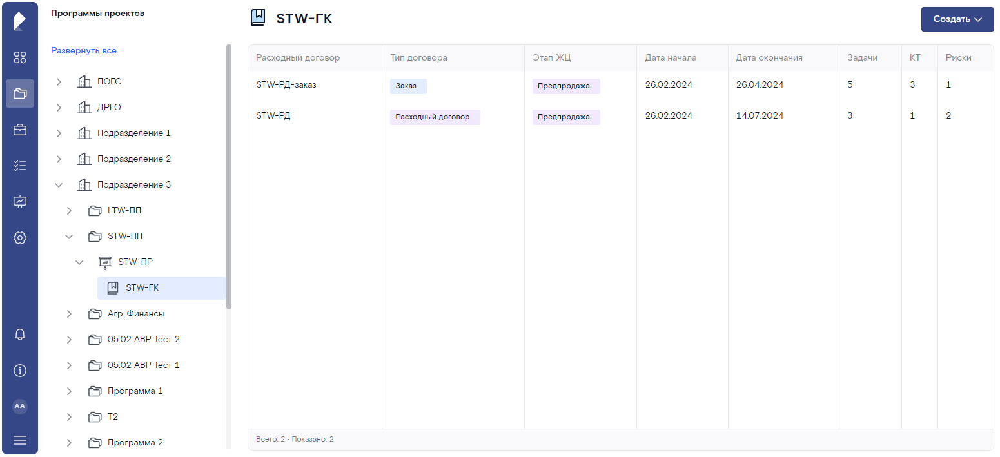 Программы проектов
Развернуть все
ПОГС
ДРГО
Подразделение 1
Подразделение 2
Подразделение 3
LTW-ПП
STW-ПП
STW-ПР
STW-ГК
Агр. Финансы
05.02 АВР Тест 2
05.02 АВР Тест 1
Программа 1
Т2
Программа 2
АА
STW-ГК
Создать
Расходный договор Тип договора Этап ЖЦ Дата начала Дата окончания Задачи КТ Риски
STW-РД-заказ Заказ Предпродажа 26.02.2024 26.04.2024 5 3 1
STW-РД Расходный договор Предпродажа 26.02.2024 14.07.2024 3 1 2
Всего: 2 • Показано: 2